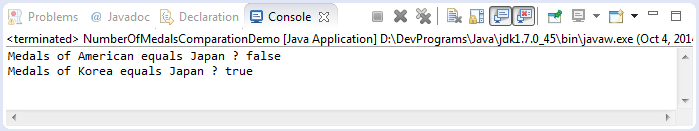 Problems @ Javadoc Declaration Console
<terminated> NumberOfMedalsComparationDemo [Java Application] D:\DevPrograms\Java\jdk1.7.0_45\bin\javaw.exe (Oct 4, 2014
Medals of American equals Japan ? false
Medals of Korea equals Japan ? true